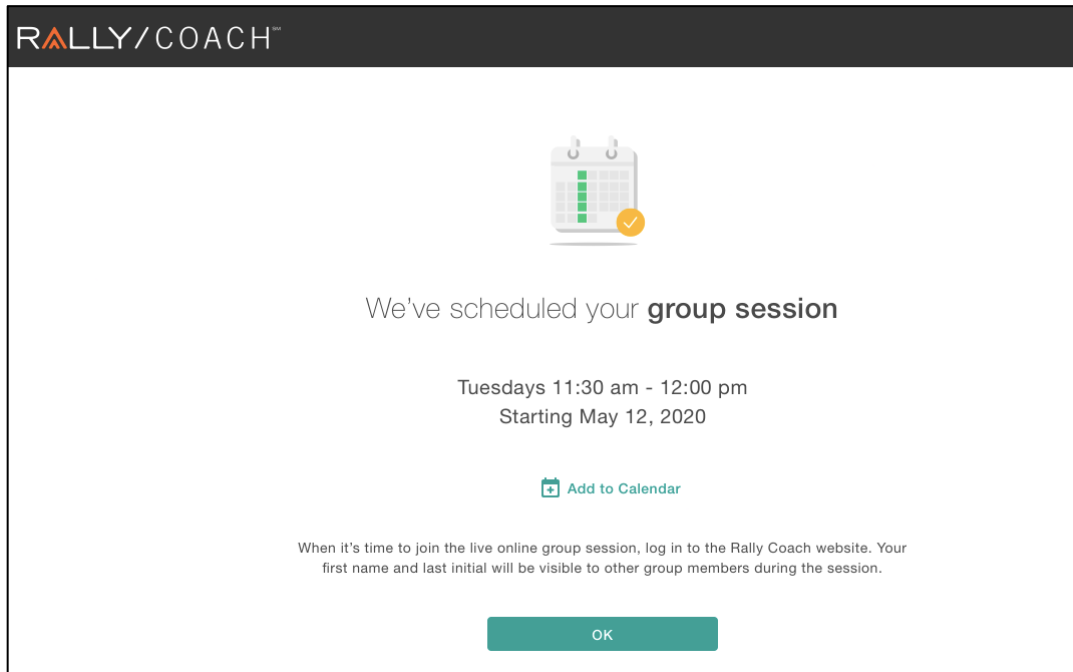 RALLY/COACH℠
We've scheduled your group session
Tuesdays 11:30 am - 12:00 pm
Starting May 12, 2020
Add to Calendar
When it's time to join the live online group session, log in to the Rally Coach website. Your
first name and last initial will be visible to other group members during the session.
OK